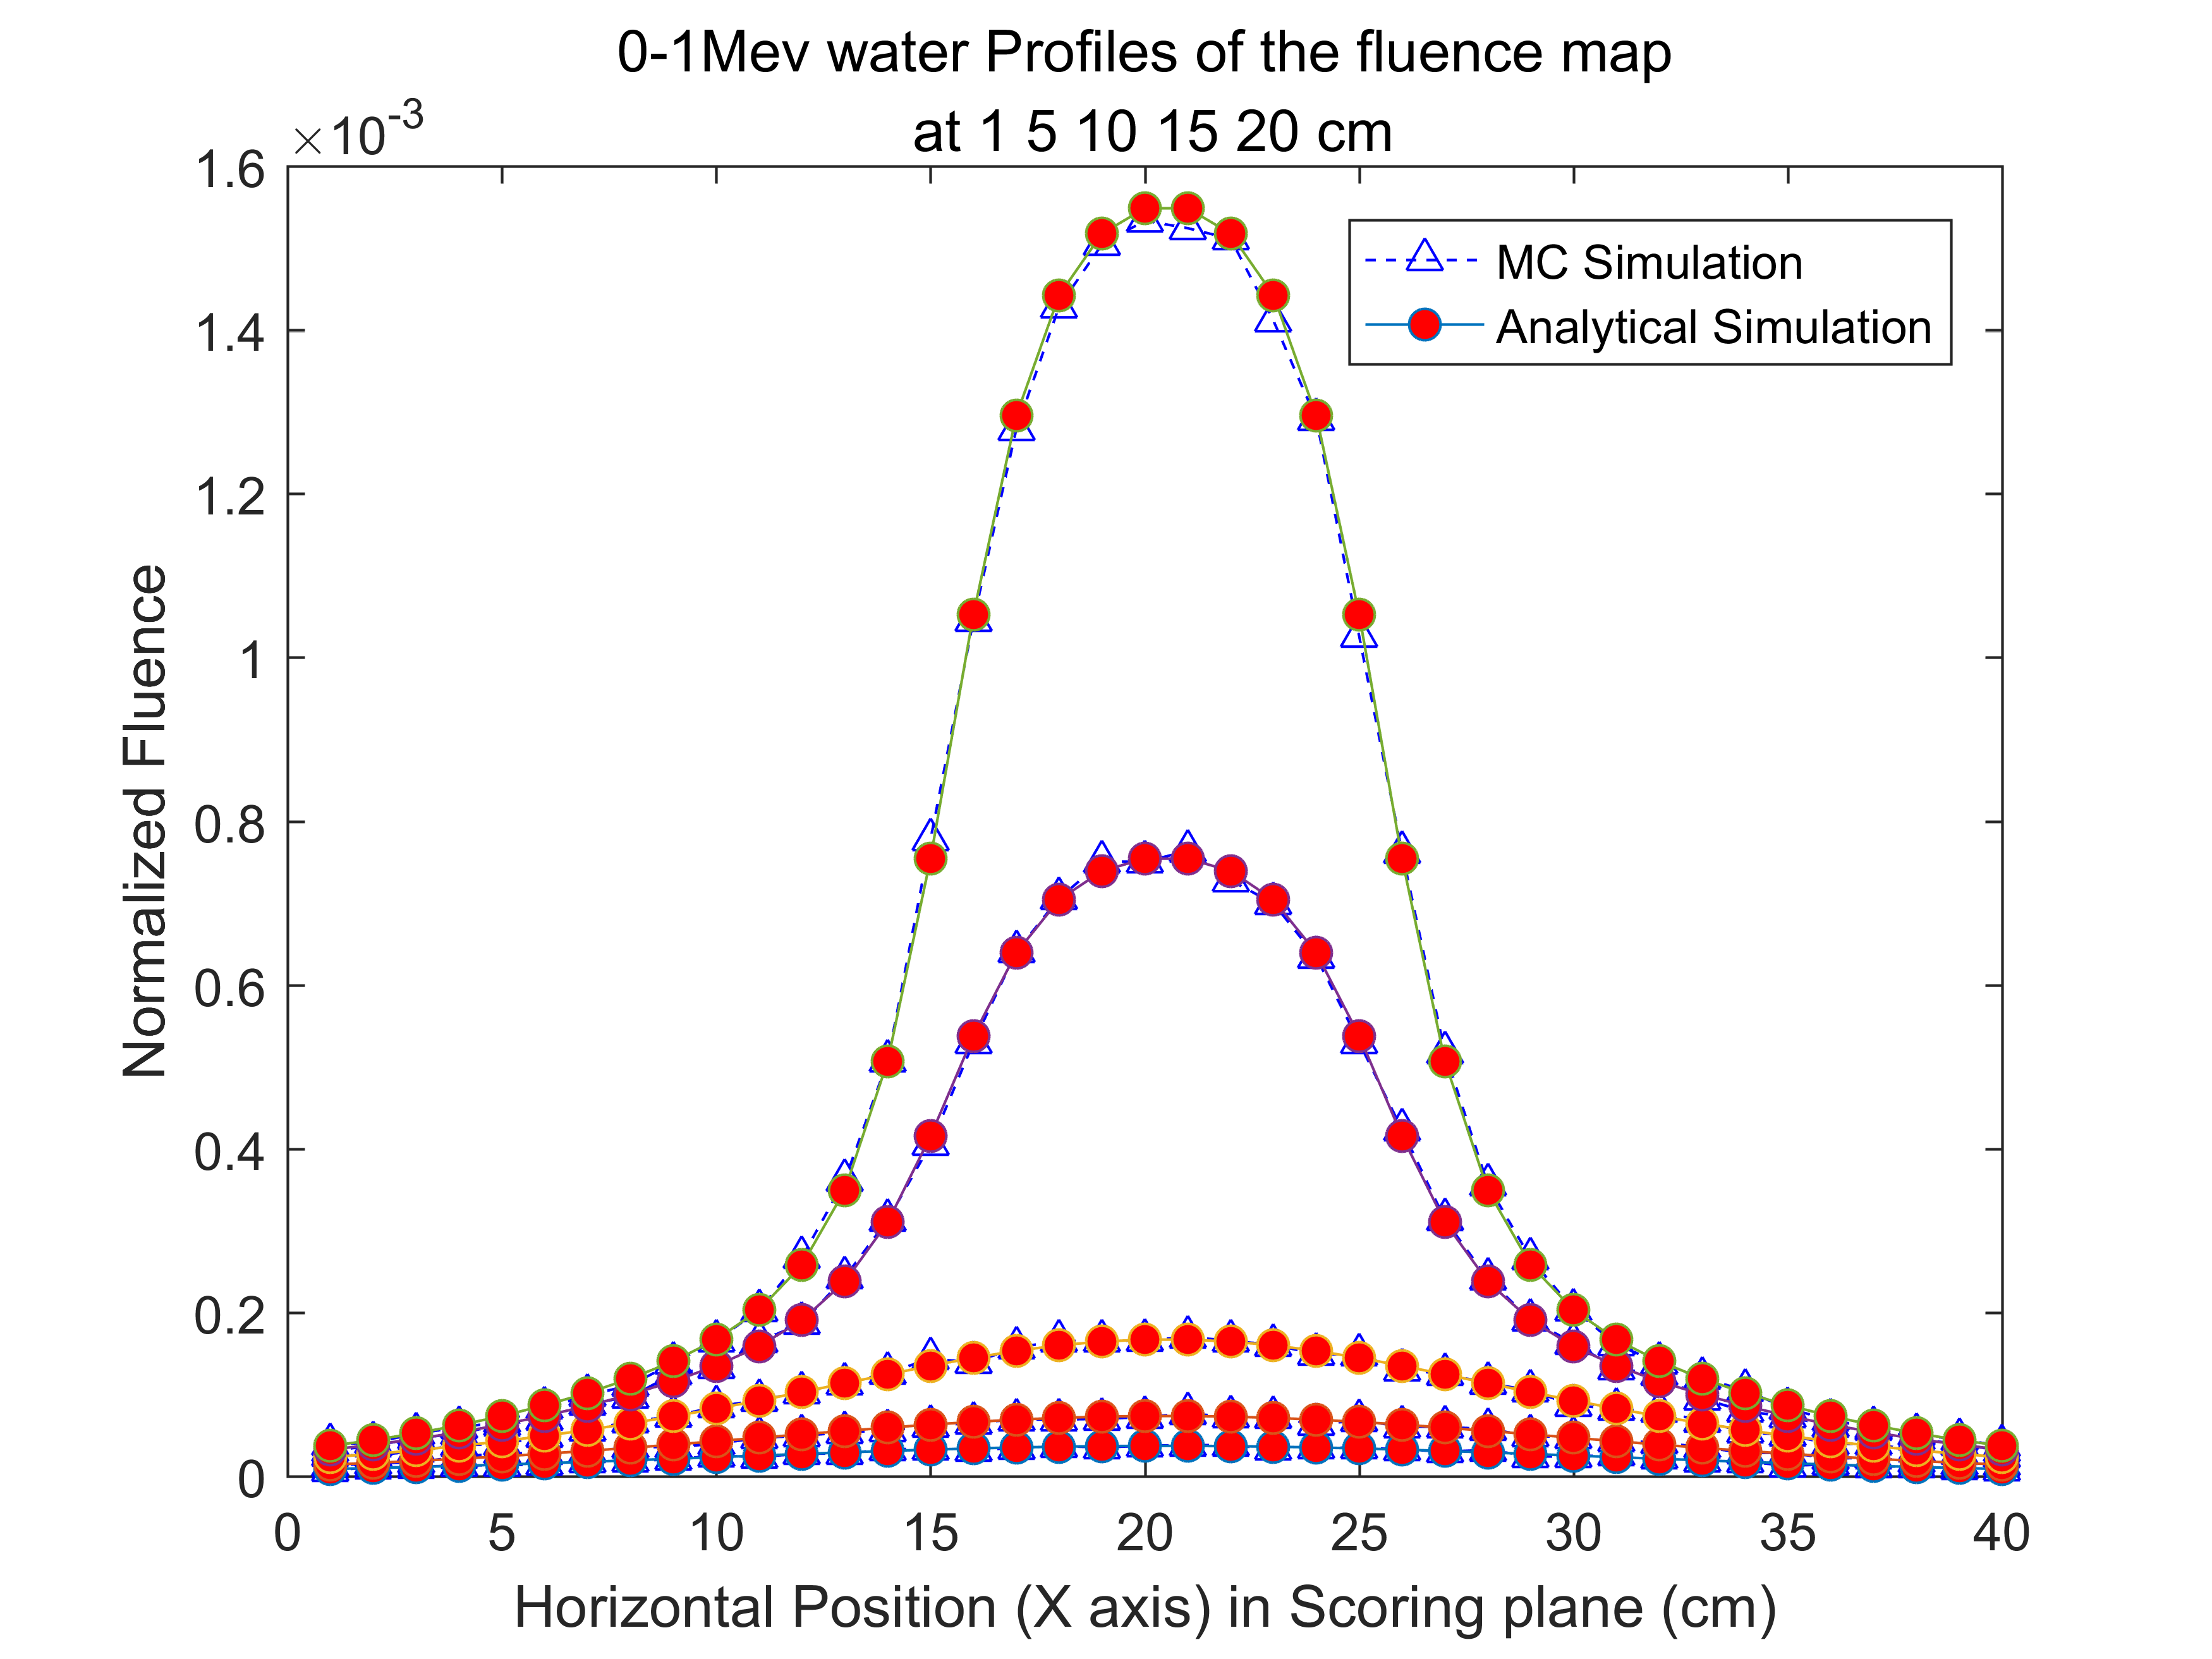 0-1Mev water Profiles of the fluence map
at 1 5 10 15 20 cm
×10-3
1.6
1.4
1.2
1
0.8
0.6
0.4
0.2
0
Normalized Fluence
MC Simulation
Analytical Simulation
0 5 10 15 20 25 30 35 40
Horizontal Position (X axis) in Scoring plane (cm)